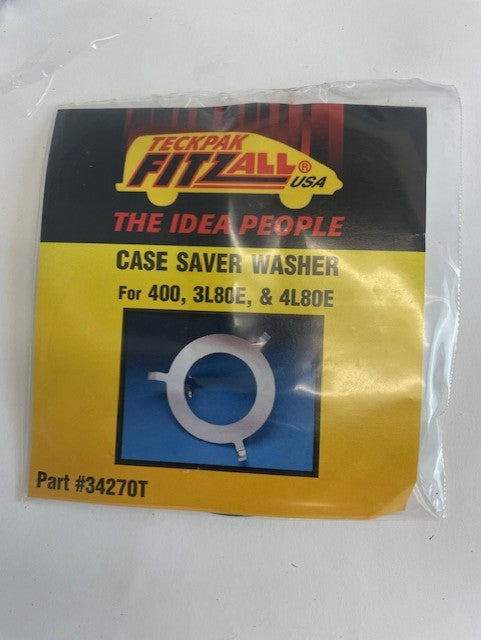 TECKPAK
FITZALL®
USA
THE IDEA PEOPLE
CASE SAVER WASHER
For 400, 3L80E, & 4L80E
Part #34270T